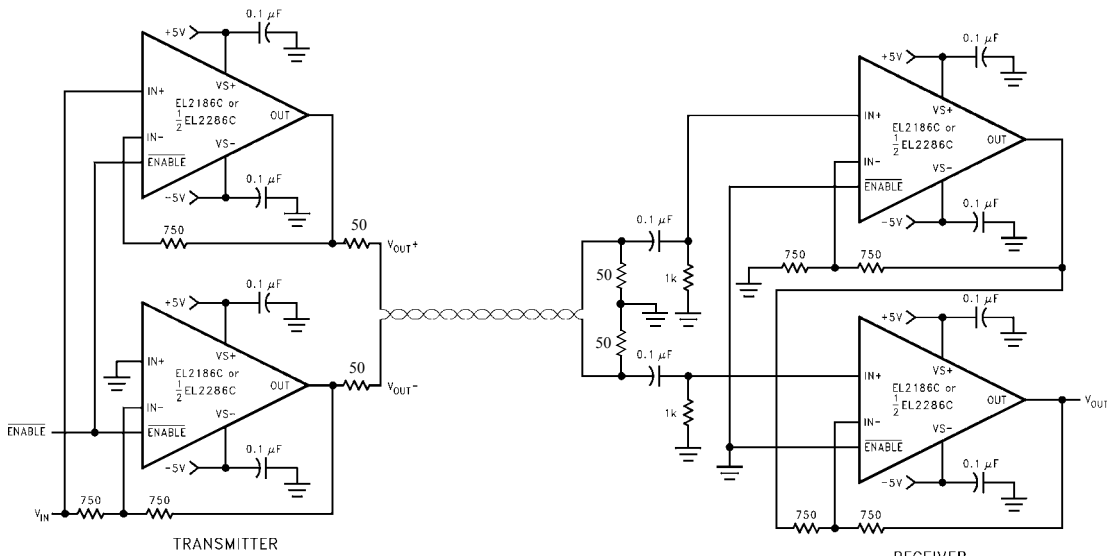 +5V
0.1 μF
VS+
IN+
EL2186C or
1/2 EL2286C
OUT
IN-
VS-
ENABLE
-5V
0.1 μF
750
50
VOUT+
+5V
0.1 μF
VS+
IN+
EL2186C or
1/2 EL2286C
OUT
IN-
VS-
ENABLE
ENABLE
-5V
0.1 μF
50
VOUT-
VIN
750
750
TRANSMITTER
0.1 μF
50
1k
50
0.1 μF
1k
+5V
0.1 μF
VS+
IN+
EL2186C or
1/2 EL2286C
OUT
IN-
VS-
ENABLE
-5V
0.1 μF
750
750
+5V
0.1 μF
VS+
IN+
EL2186C or
1/2 EL2286C
OUT
VOUT
IN-
VS-
ENABLE
-5V
0.1 μF
750
750
RECEIVER